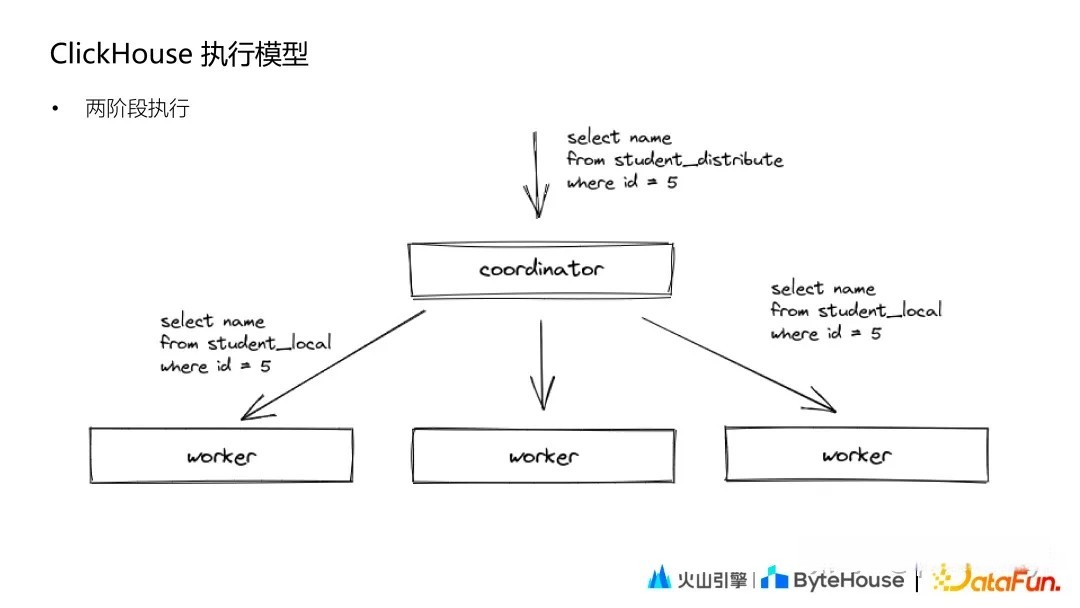 ClickHouse 执行模型
• 两阶段执行
select name
from student_distribute
where id = 5
coordinator
select name
from student_local
where id = 5
select name
from student_local
where id = 5
worker
worker
worker
火山引擎 | ByteHouse | DataFun.